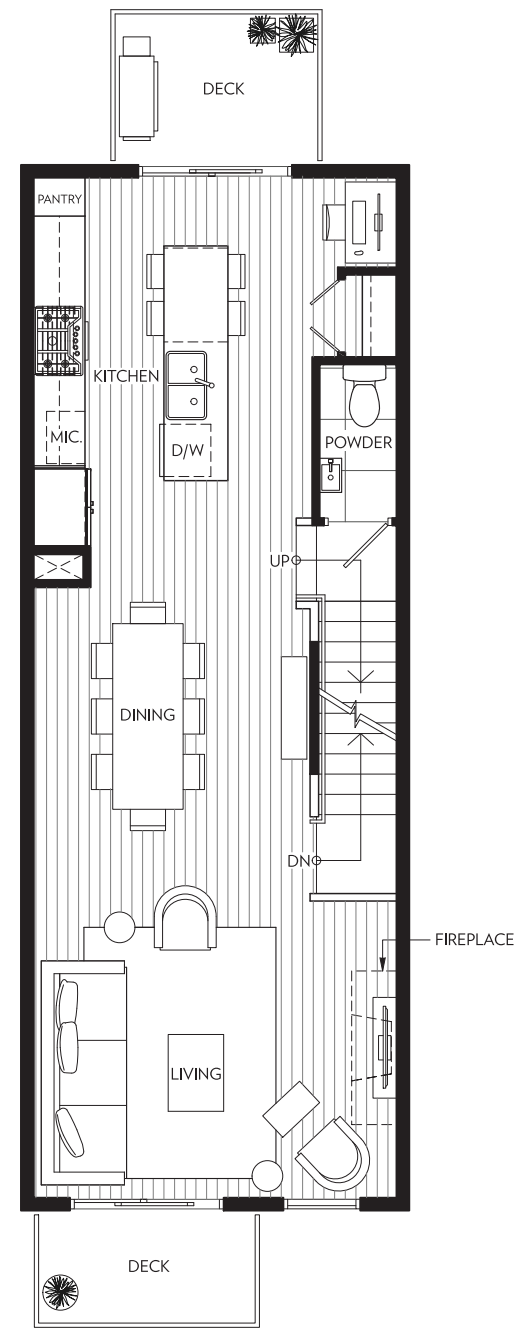 DECK
PANTRY
KITCHEN
MIC.
D/W
POWDER
UP
DINING
DN
FIREPLACE
LIVING
DECK